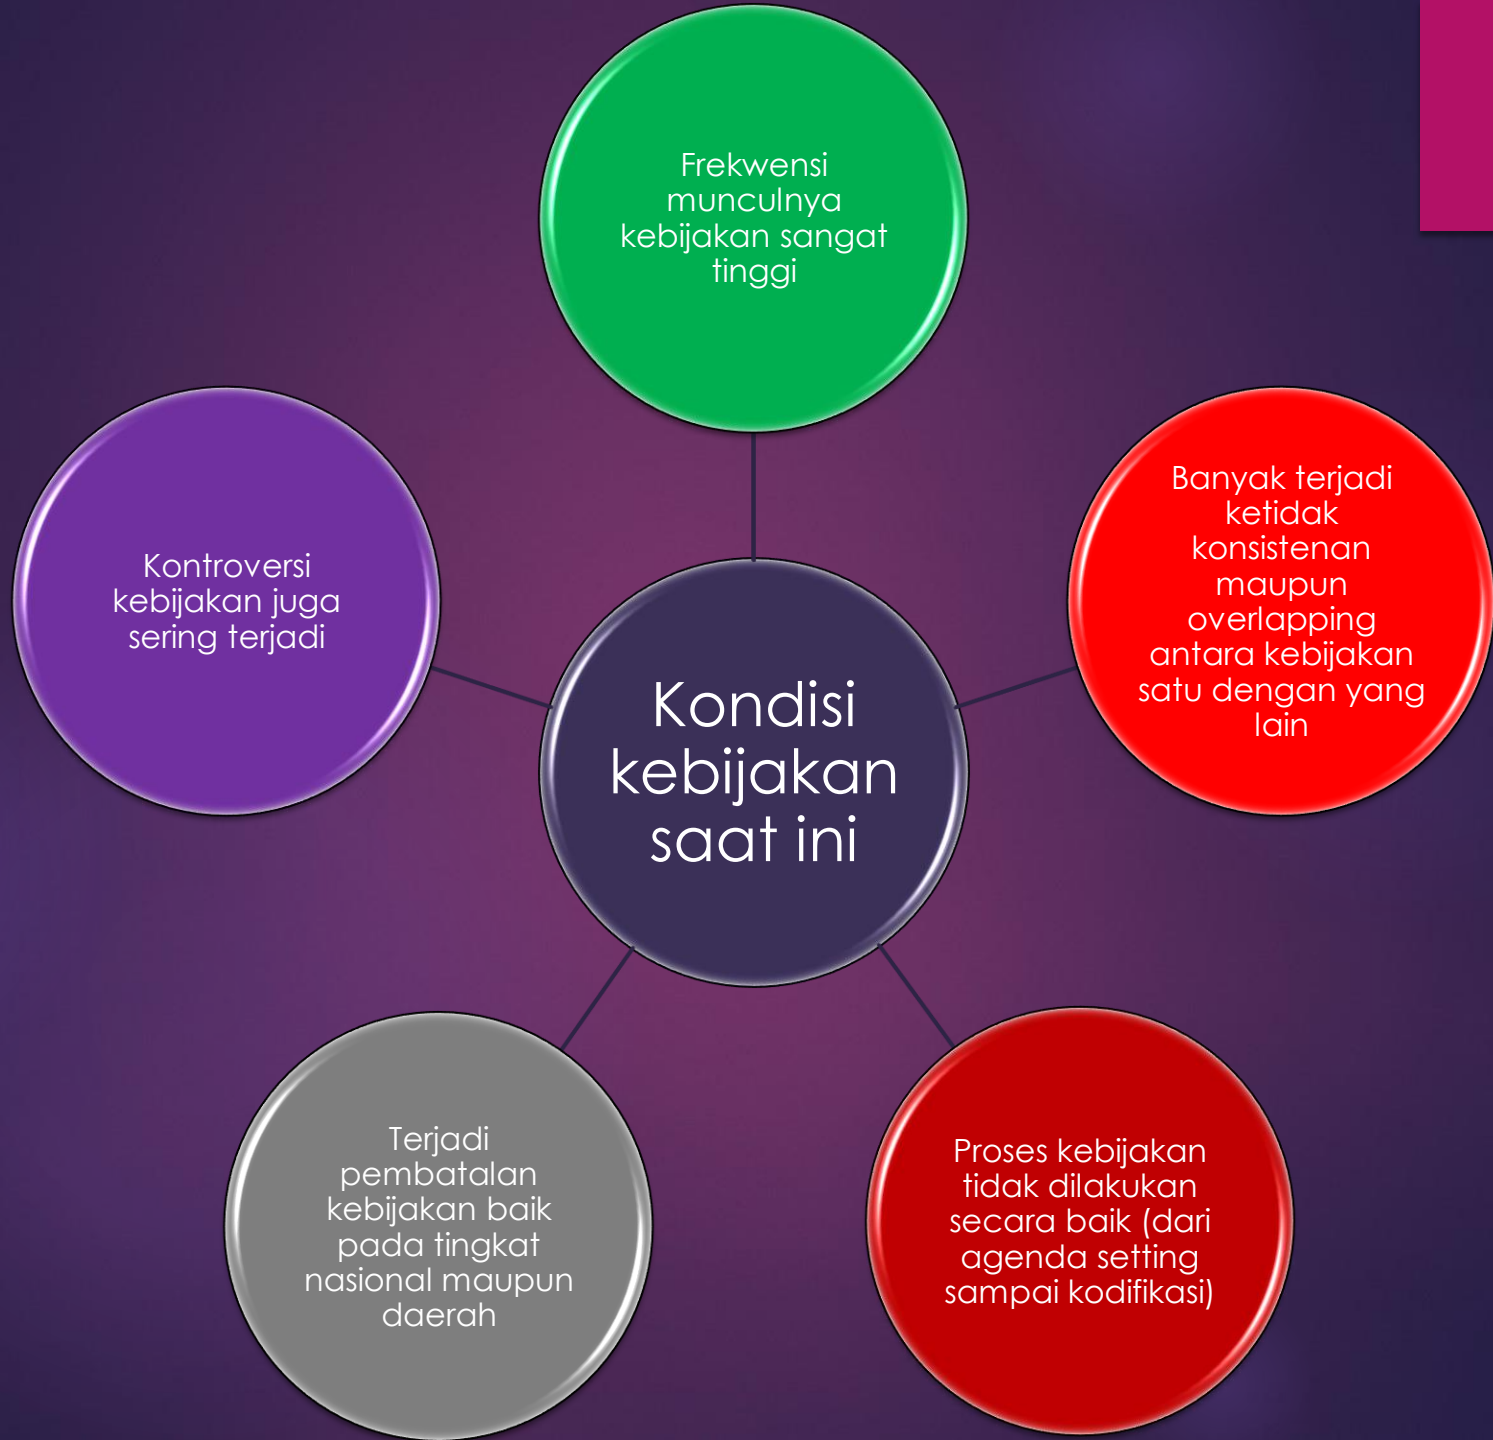 Frekwensi
munculnya
kebijakan sangat
tinggi
Banyak terjadi
ketidak
konsistenan
maupun
overlapping
antara kebijakan
satu dengan yang
lain
Proses kebijakan
tidak dilakukan
secara baik (dari
agenda setting
sampai kodifikasi)
Terjadi
pembatalan
kebijakan baik
pada tingkat
nasional maupun
daerah
Kontroversi
kebijakan juga
sering terjadi
Kondisi
kebijakan
saat ini